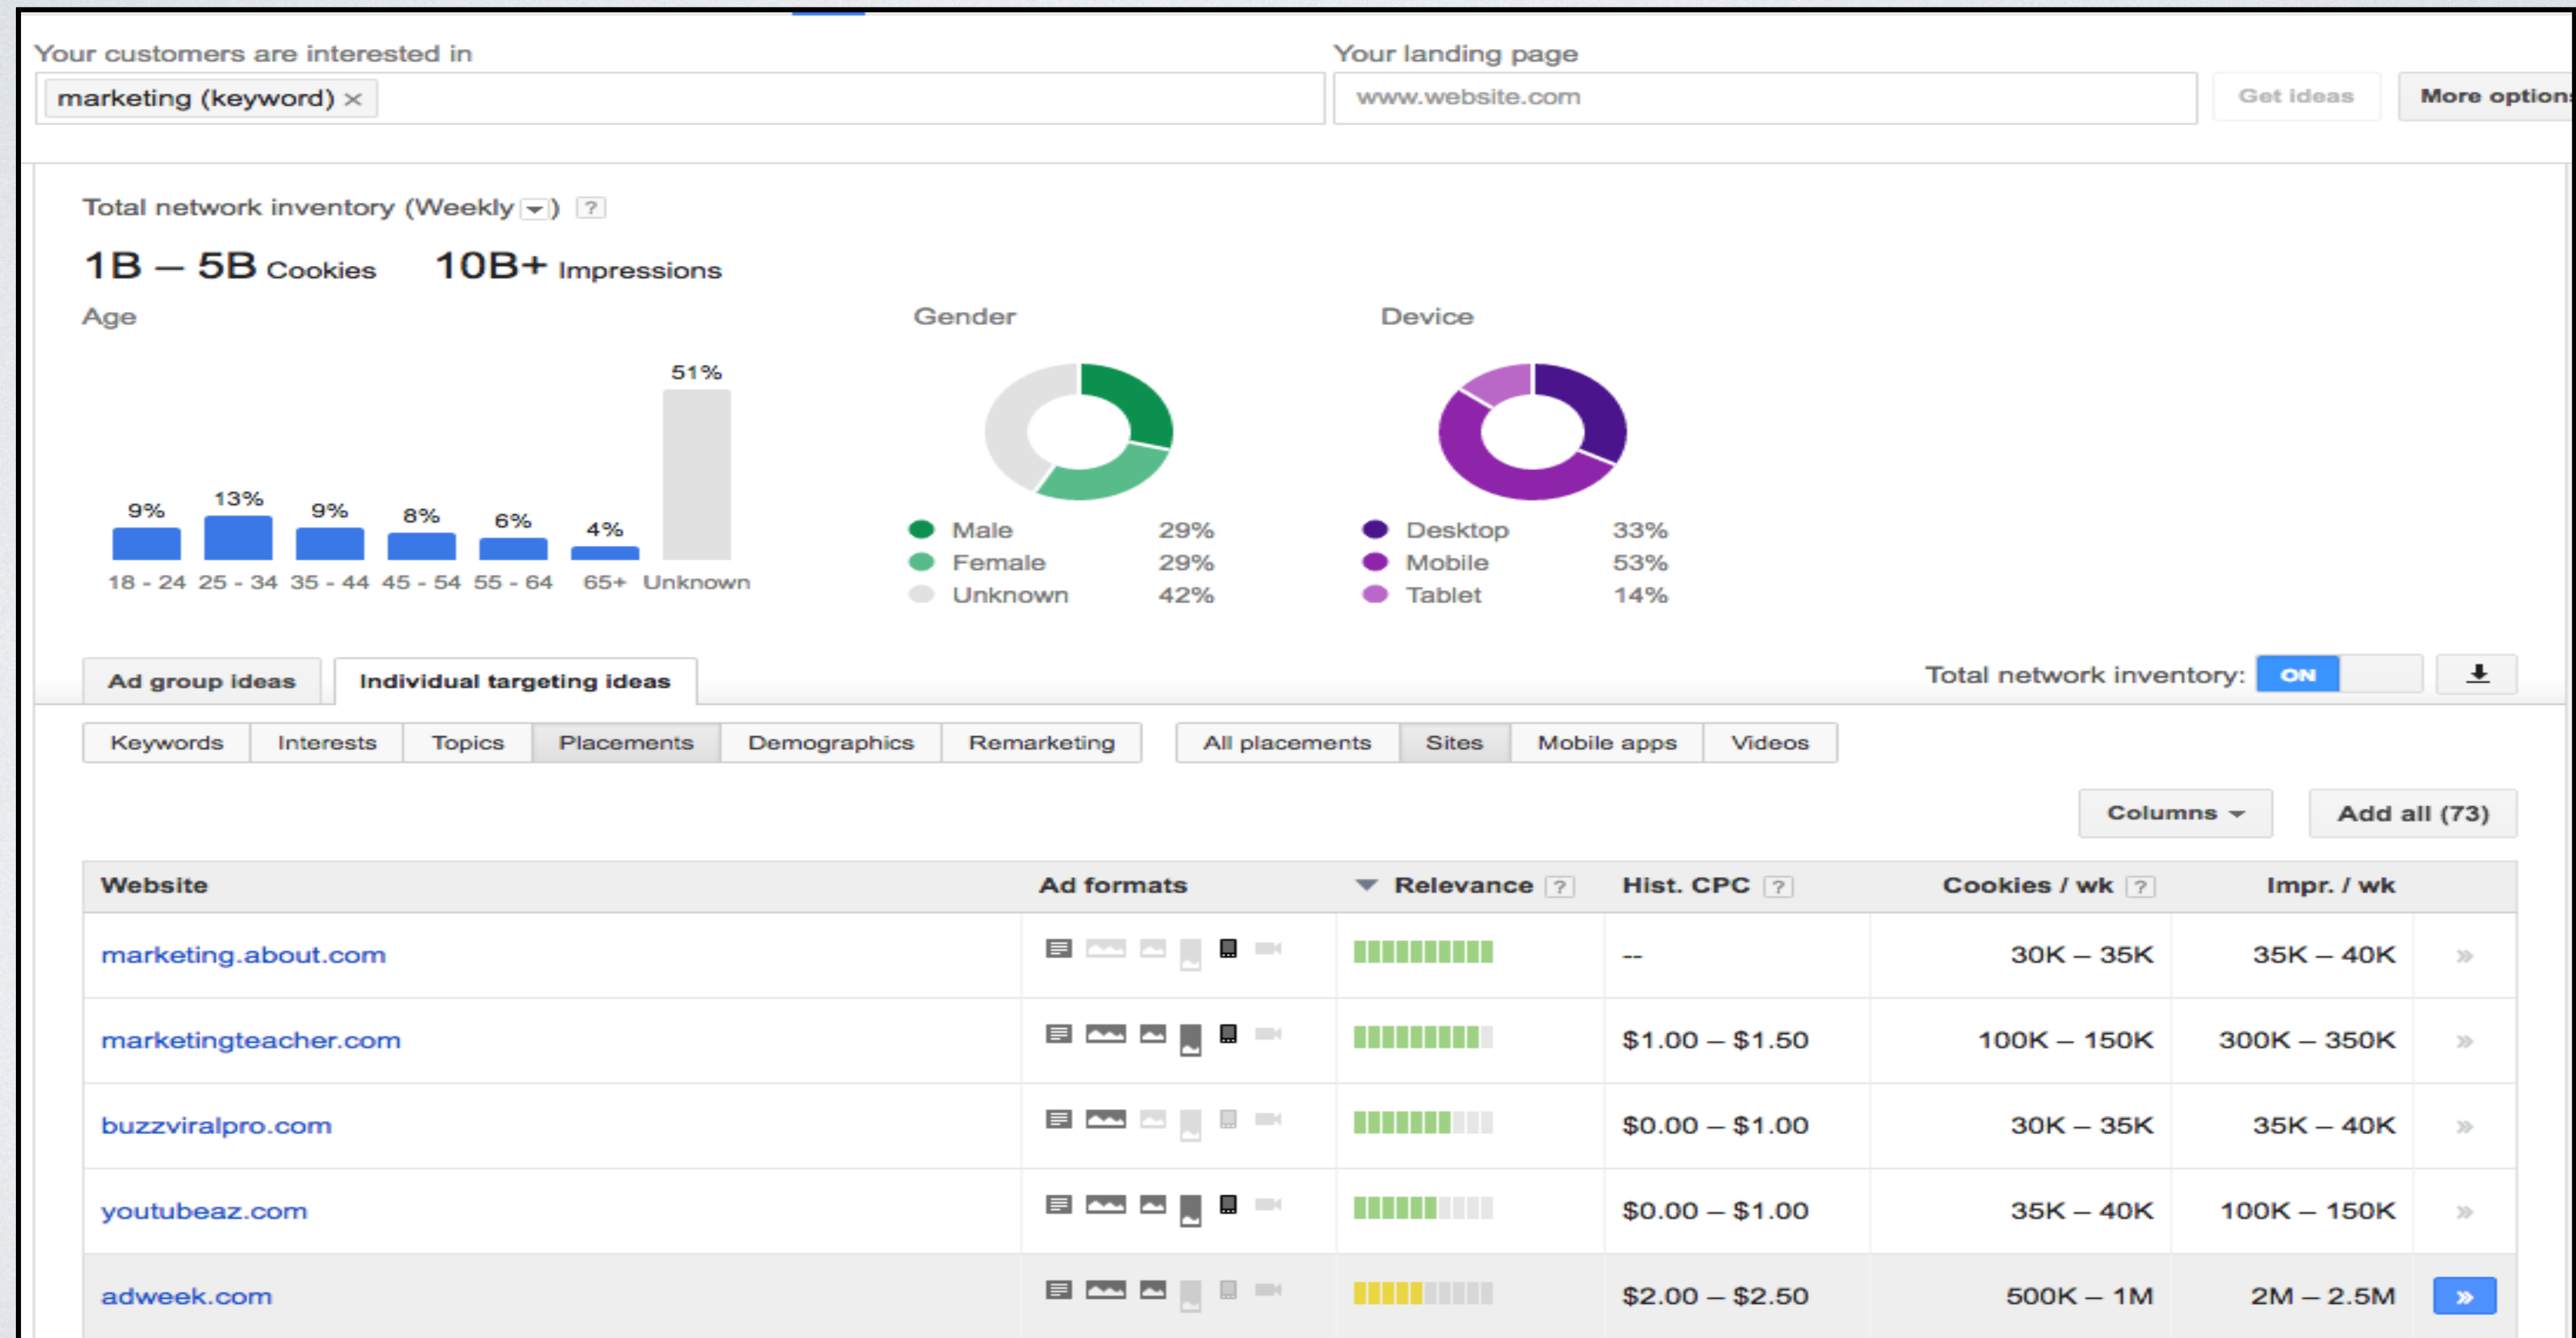 Your customers are interested in
Your landing page
marketing (keyword) ×
www.website.com
Get ideas
More option
Total network inventory (Weekly ) ?
1B – 5B Cookies 10B+ Impressions
Age
Gender
Device
51%
9% 13% 9% 8% 6% 4%
18 - 24 25 - 34 35 - 44 45 - 54 55 - 64 65+ Unknown
Male 29%
Female 29%
Unknown 42%
Desktop 33%
Mobile 53%
Tablet 14%
Ad group ideas Individual targeting ideas Total network inventory: ON
Keywords Interests Topics Placements Demographics Remarketing All placements Sites Mobile apps Videos
Columns Add all (73)
Website Ad formats Relevance ? Hist. CPC ? Cookies / wk ? Impr. / wk
marketing.about.com -- 30K – 35K 35K – 40K »
marketingteacher.com $1.00 – $1.50 100K – 150K 300K – 350K »
buzzviralpro.com $0.00 – $1.00 30K – 35K 35K – 40K »
youtubeaz.com $0.00 – $1.00 35K – 40K 100K – 150K »
adweek.com $2.00 – $2.50 500K – 1M 2M – 2.5M »